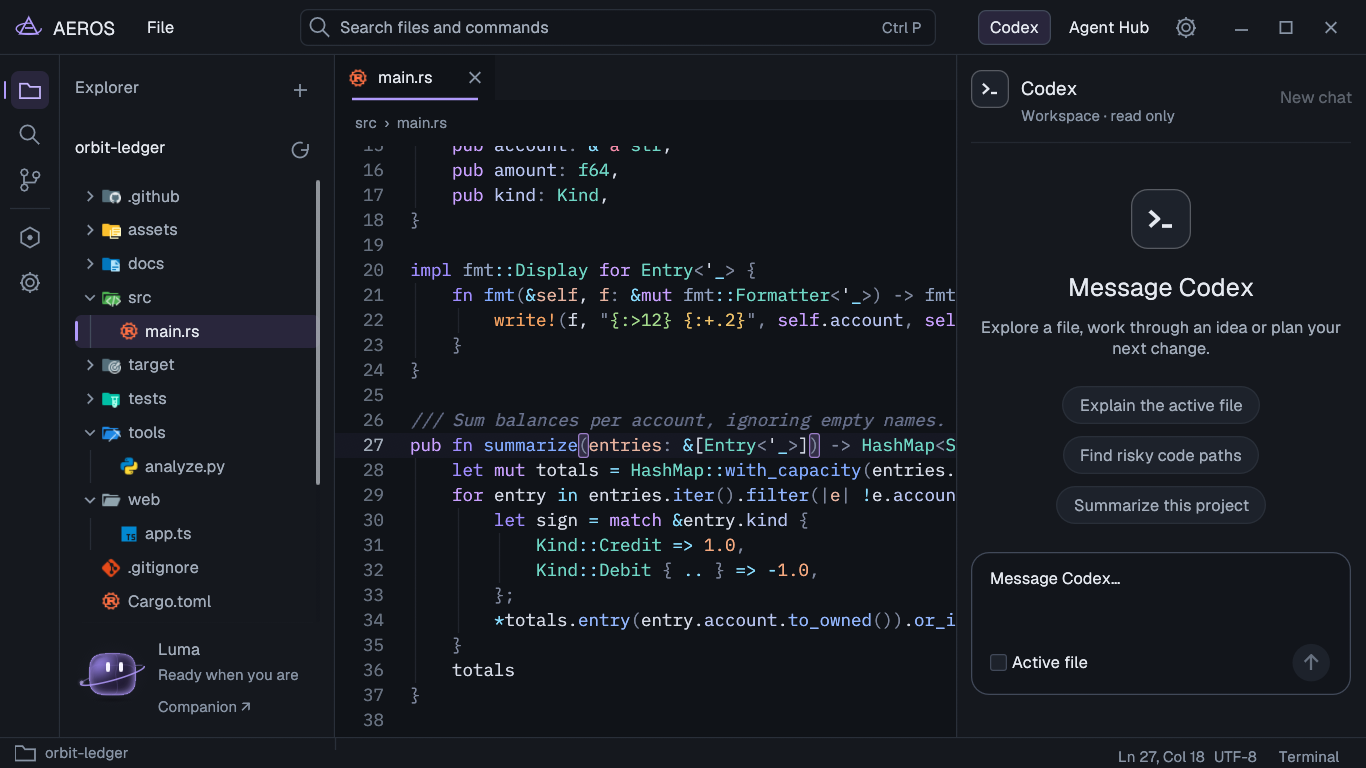 AEROS
File
Search files and commands
Ctrl P
Codex
Agent Hub
Explorer
orbit-ledger
.github
assets
docs
src
main.rs
target
tests
tools
analyze.py
web
app.ts
.gitignore
Cargo.toml
Luma
Ready when you are
Companion ↗
main.rs
src › main.rs
15     pub account: &'a str,
16     pub amount: f64,
17     pub kind: Kind,
18 }
19
20 impl fmt::Display for Entry<'_> {
21     fn fmt(&self, f: &mut fmt::Formatter<'_>) -> fmt
22         write!(f, "{:>12} {:+.2}", self.account, sel
23     }
24 }
25
26 /// Sum balances per account, ignoring empty names.
27 pub fn summarize(entries: &[Entry<'_>]) -> HashMap<S
28     let mut totals = HashMap::with_capacity(entries.
29     for entry in entries.iter().filter(|e| !e.accoun
30         let sign = match &entry.kind {
31             Kind::Credit => 1.0,
32             Kind::Debit { .. } => -1.0,
33         };
34         *totals.entry(entry.account.to_owned()).or_i
35     }
36     totals
37 }
38
Codex
Workspace · read only
New chat
Message Codex
Explore a file, work through an idea or plan your
next change.
Explain the active file
Find risky code paths
Summarize this project
Message Codex…
Active file
orbit-ledger
Ln 27, Col 18
UTF-8
Terminal